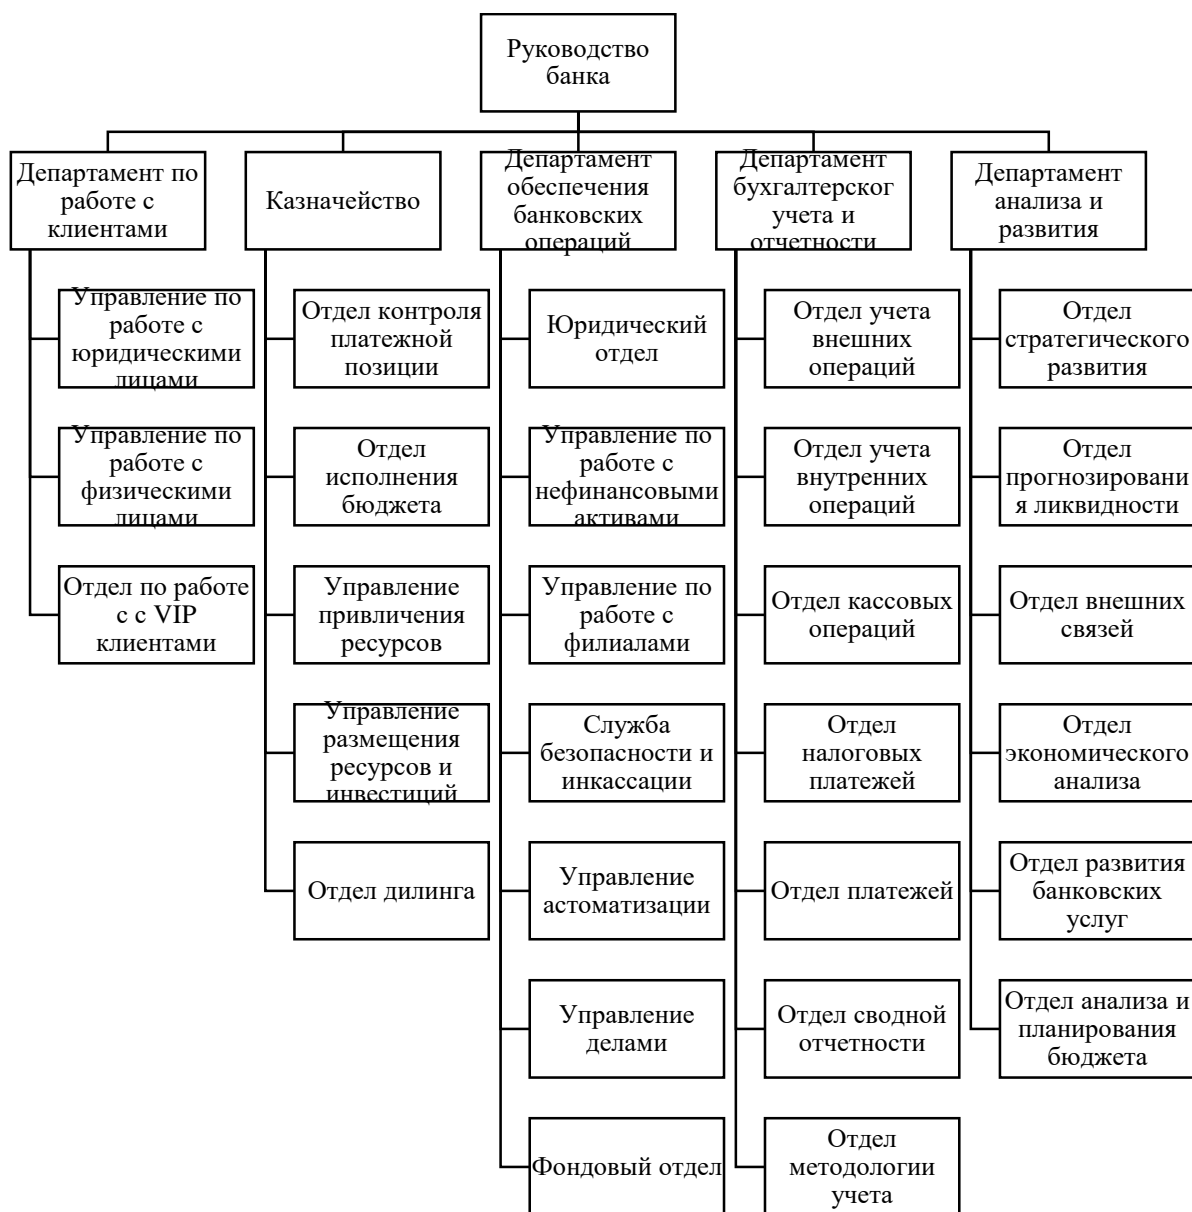 Руководство
банка
Департамент по
работе с
клиентами
Казначейство
Департамент
обеспечения
банковских
операций
Департамент
бухгалтерског
учета и
отчетности
Департамент
анализа и
развития
Управление по
работе с
юридическими
лицами
Управление по
работе с
физическими
лицами
Отдел по работе
с с VIP
клиентами
Отдел контроля
платежной
позиции
Отдел
исполнения
бюджета
Управление
привличения
ресурсов
Управление
размещения
ресурсов и
инвестиций
Отдел дилинга
Юридический
отдел
Управление по
работе с
нефинансовыми
активами
Управление по
работе с
филиалами
Служба
безопасности и
инкассации
Управление
астоматизации
Управление
делами
Фондовый отдел
Отдел учета
внешних
операций
Отдел учета
внутренних
операций
Отдел кассовых
операций
Отдел
налоговых
платежей
Отдел платежей
Отдел сводной
отчетности
Отдел
методологии
учета
Отдел
стратегического
развития
Отдел
прогнозировани
я ликвидности
Отдел внешних
связей
Отдел
экономического
анализа
Отдел развития
банковских
услуг
Отдел анализа и
планирования
бюджета